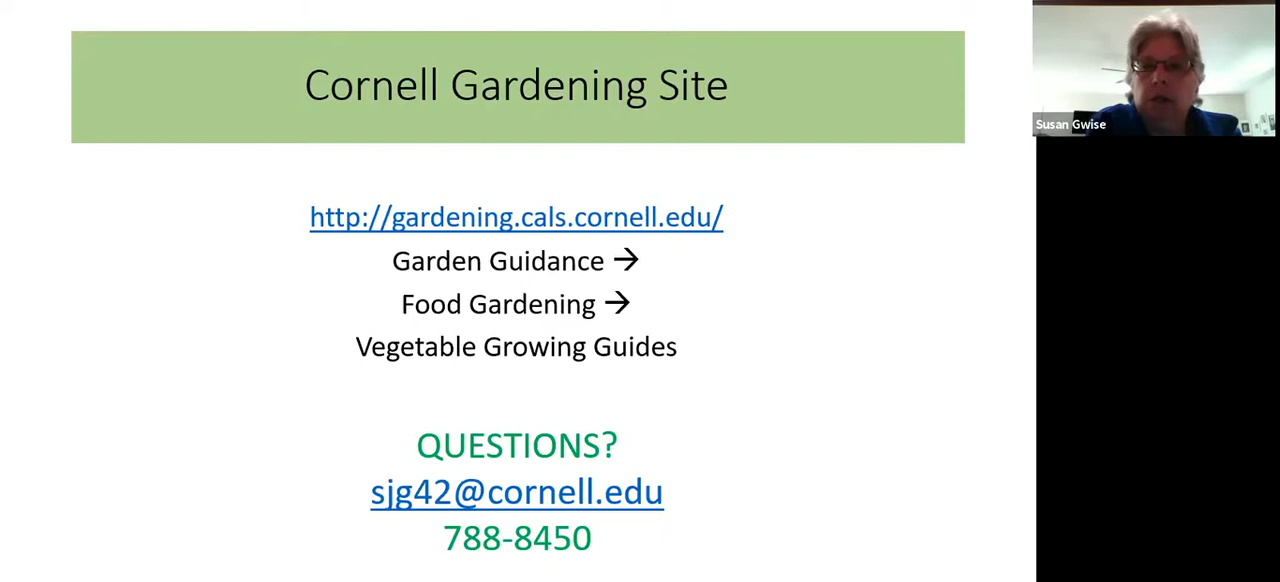 Cornell Gardening Site
http://gardening.cals.cornell.edu/
Garden Guidance →
Food Gardening →
Vegetable Growing Guides
QUESTIONS?
sjg42@cornell.edu
788-8450
Susan Gwise